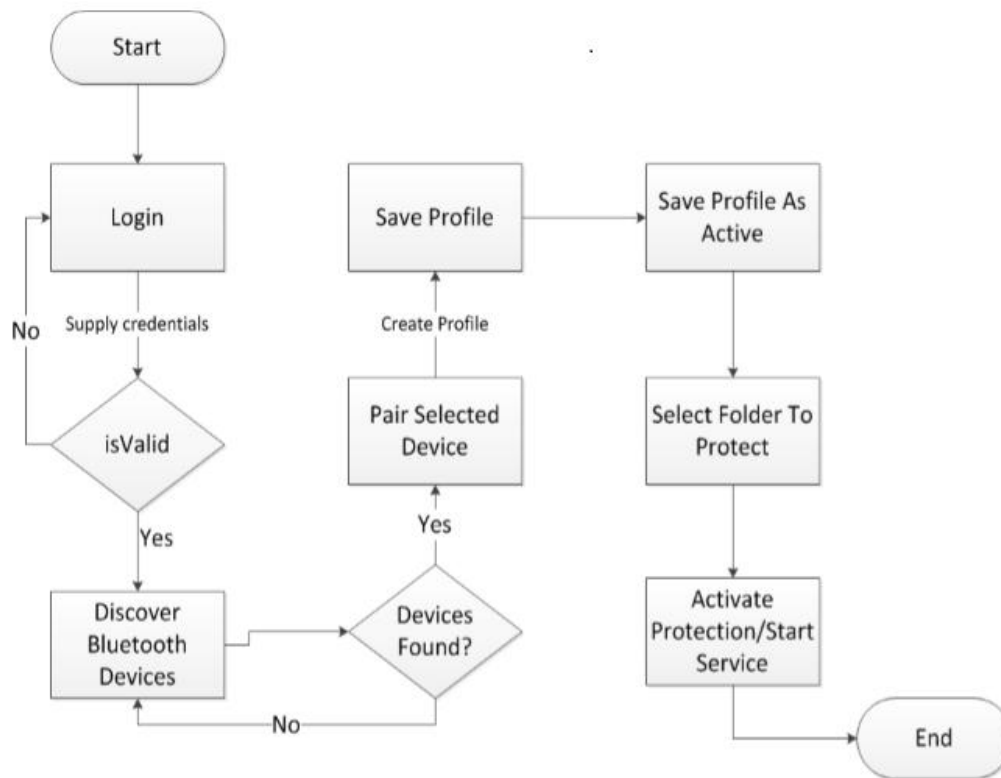 Start
Login
No
Supply credentials
isValid
Yes
Discover
Bluetooth
Devices
Devices
Found?
No
Yes
Pair Selected
Device
Create Profile
Save Profile
Save Profile As
Active
Select Folder To
Protect
Activate
Protection/Start
Service
End